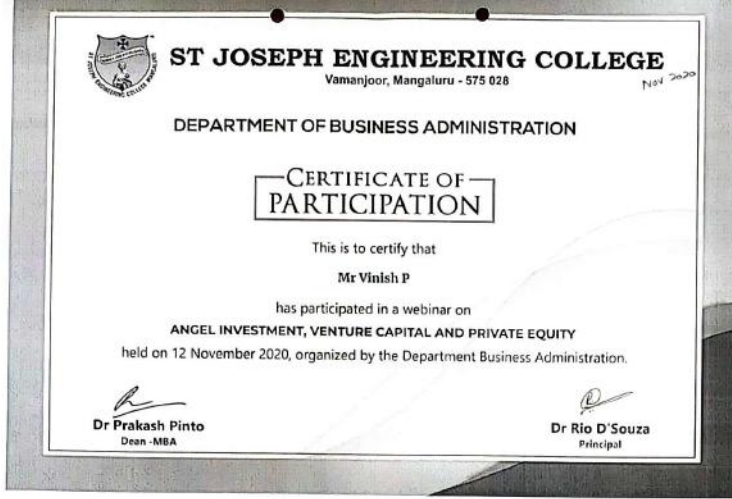 ST JOSEPH ENGINEERING COLLEGE
Vamanjoor, Mangaluru - 575 028
Nov 2020
DEPARTMENT OF BUSINESS ADMINISTRATION
CERTIFICATE OF
PARTICIPATION
This is to certify that
Mr Vinish P
has participated in a webinar on
ANGEL INVESTMENT, VENTURE CAPITAL AND PRIVATE EQUITY
held on 12 November 2020, organized by the Department Business Administration.
Dr Prakash Pinto
Dean -MBA
Dr Rio D'Souza
Principal